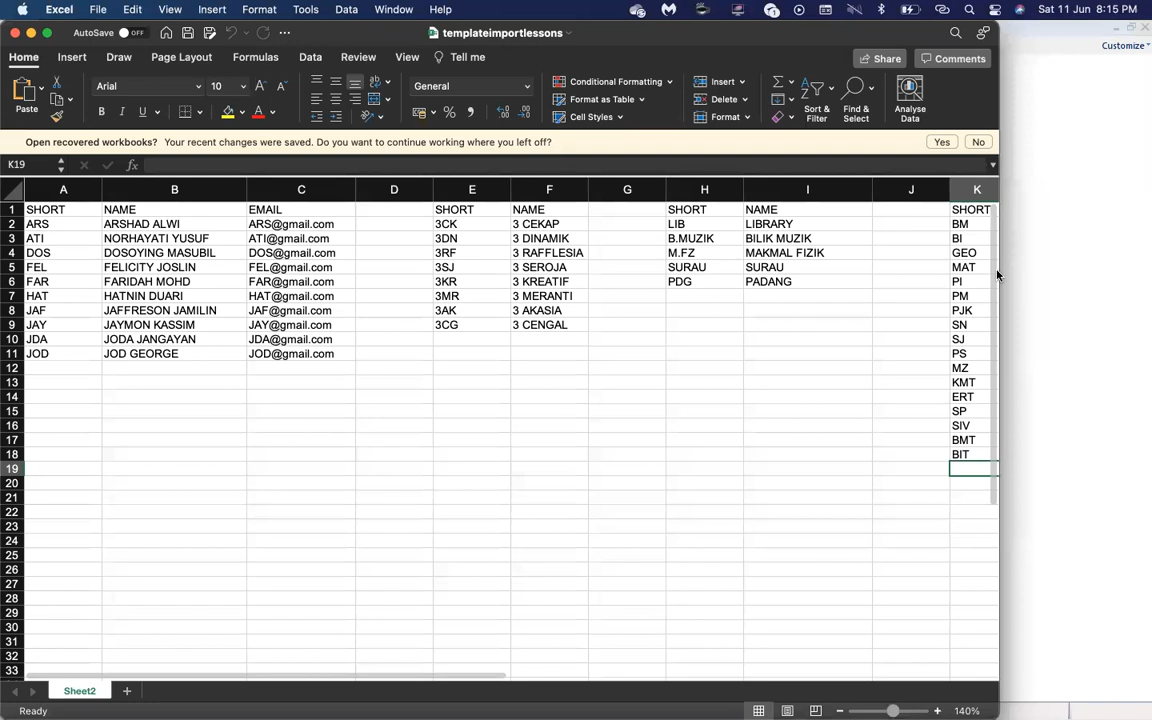 Excel File Edit View Insert Format Tools Data Window Help Sat 11 Jun 8:15 PM
AutoSave OFF templateimportlessons
Customize
Home Insert Draw Page Layout Formulas Data Review View Tell me Share Comments
Paste Arial 10 General Conditional Formatting Insert
B I U A % Format as Table Delete Sort & Filter Find & Select Analyse Data
Cell Styles Format
Open recovered workbooks? Your recent changes were saved. Do you want to continue working where you left off? Yes No
K19 fx
A B C D E F G H I J K
1 SHORT NAME EMAIL SHORT NAME SHORT NAME SHORT
2 ARS ARSHAD ALWI ARS@gmail.com 3CK 3 CEKAP LIB LIBRARY BM
3 ATI NORHAYATI YUSUF ATI@gmail.com 3DN 3 DINAMIK B.MUZIK BILIK MUZIK BI
4 DOS DOSOYING MASUBIL DOS@gmail.com 3RF 3 RAFFLESIA M.FZ MAKMAL FIZIK GEO
5 FEL FELICITY JOSLIN FEL@gmail.com 3SJ 3 SEROJA SURAU SURAU MAT
6 FAR FARIDAH MOHD FAR@gmail.com 3KR 3 KREATIF PDG PADANG PI
7 HAT HATNIN DUARI HAT@gmail.com 3MR 3 MERANTI PM
8 JAF JAFFRESON JAMILIN JAF@gmail.com 3AK 3 AKASIA PJK
9 JAY JAYMON KASSIM JAY@gmail.com 3CG 3 CENGAL SN
10 JDA JODA JANGAYAN JDA@gmail.com SJ
11 JOD JOD GEORGE JOD@gmail.com PS
12 MZ
13 KMT
14 ERT
15 SP
16 SIV
17 BMT
18 BIT
19
20
21
22
23
24
25
26
27
28
29
30
31
32
33
Sheet2
Ready 140%